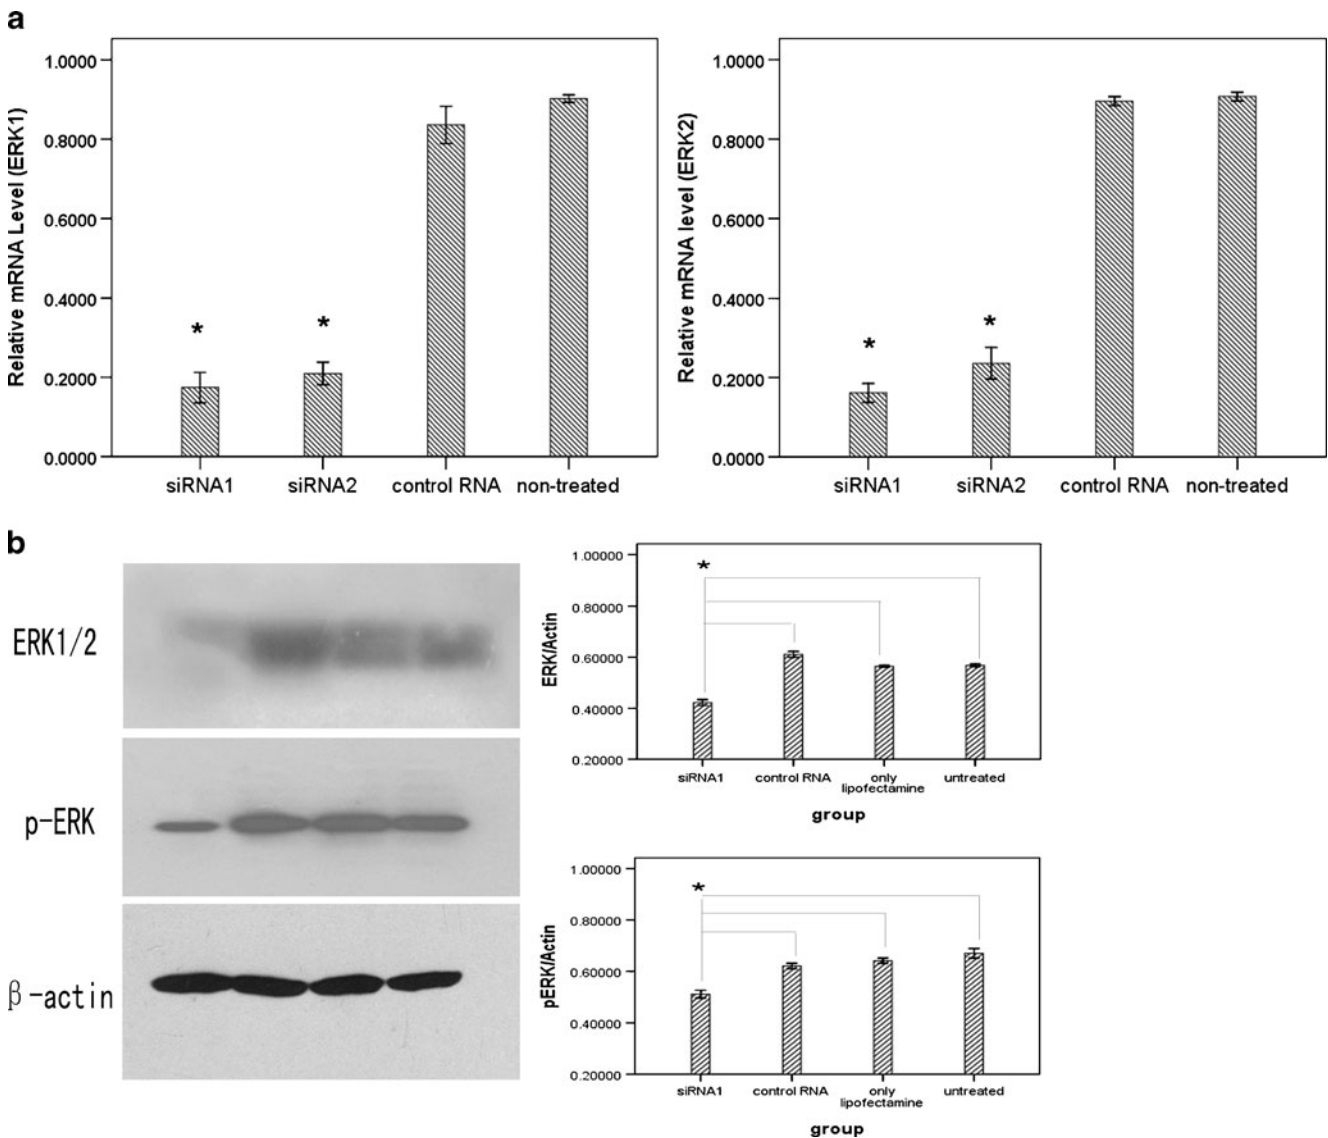 a
1.0000
0.8000
0.6000
0.4000
0.2000
0.0000
Relative mRNA Level (ERK1)
*
*
siRNA1 siRNA2 control RNA non-treated
1.0000
0.8000
0.6000
0.4000
0.2000
0.0000
Relative mRNA level (ERK2)
*
*
siRNA1 siRNA2 control RNA non-treated
b
ERK1/2
p-ERK
β-actin
1.00000
0.80000
0.60000
0.40000
0.20000
ERK/Actin
*
siRNA1 control RNA only lipofectamine untreated
group
1.00000
0.80000
0.60000
0.40000
0.20000
pERK/Actin
*
siRNA1 control RNA only lipofectamine untreated
group